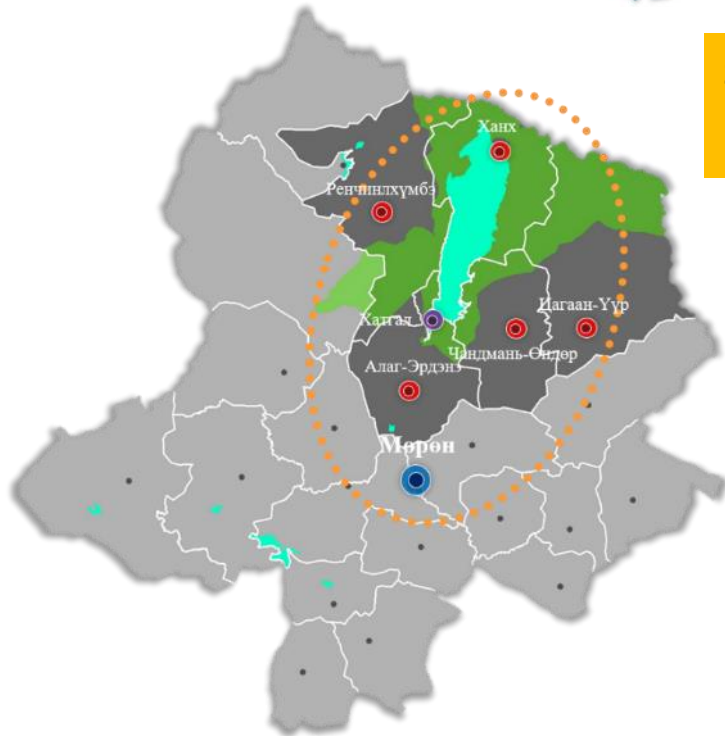 Ханх
Ренчинлхүмбэ
Хатгал
Цагаан-Үүр
Чандмань-Өндөр
Алаг-Эрдэнэ
Мөрөн